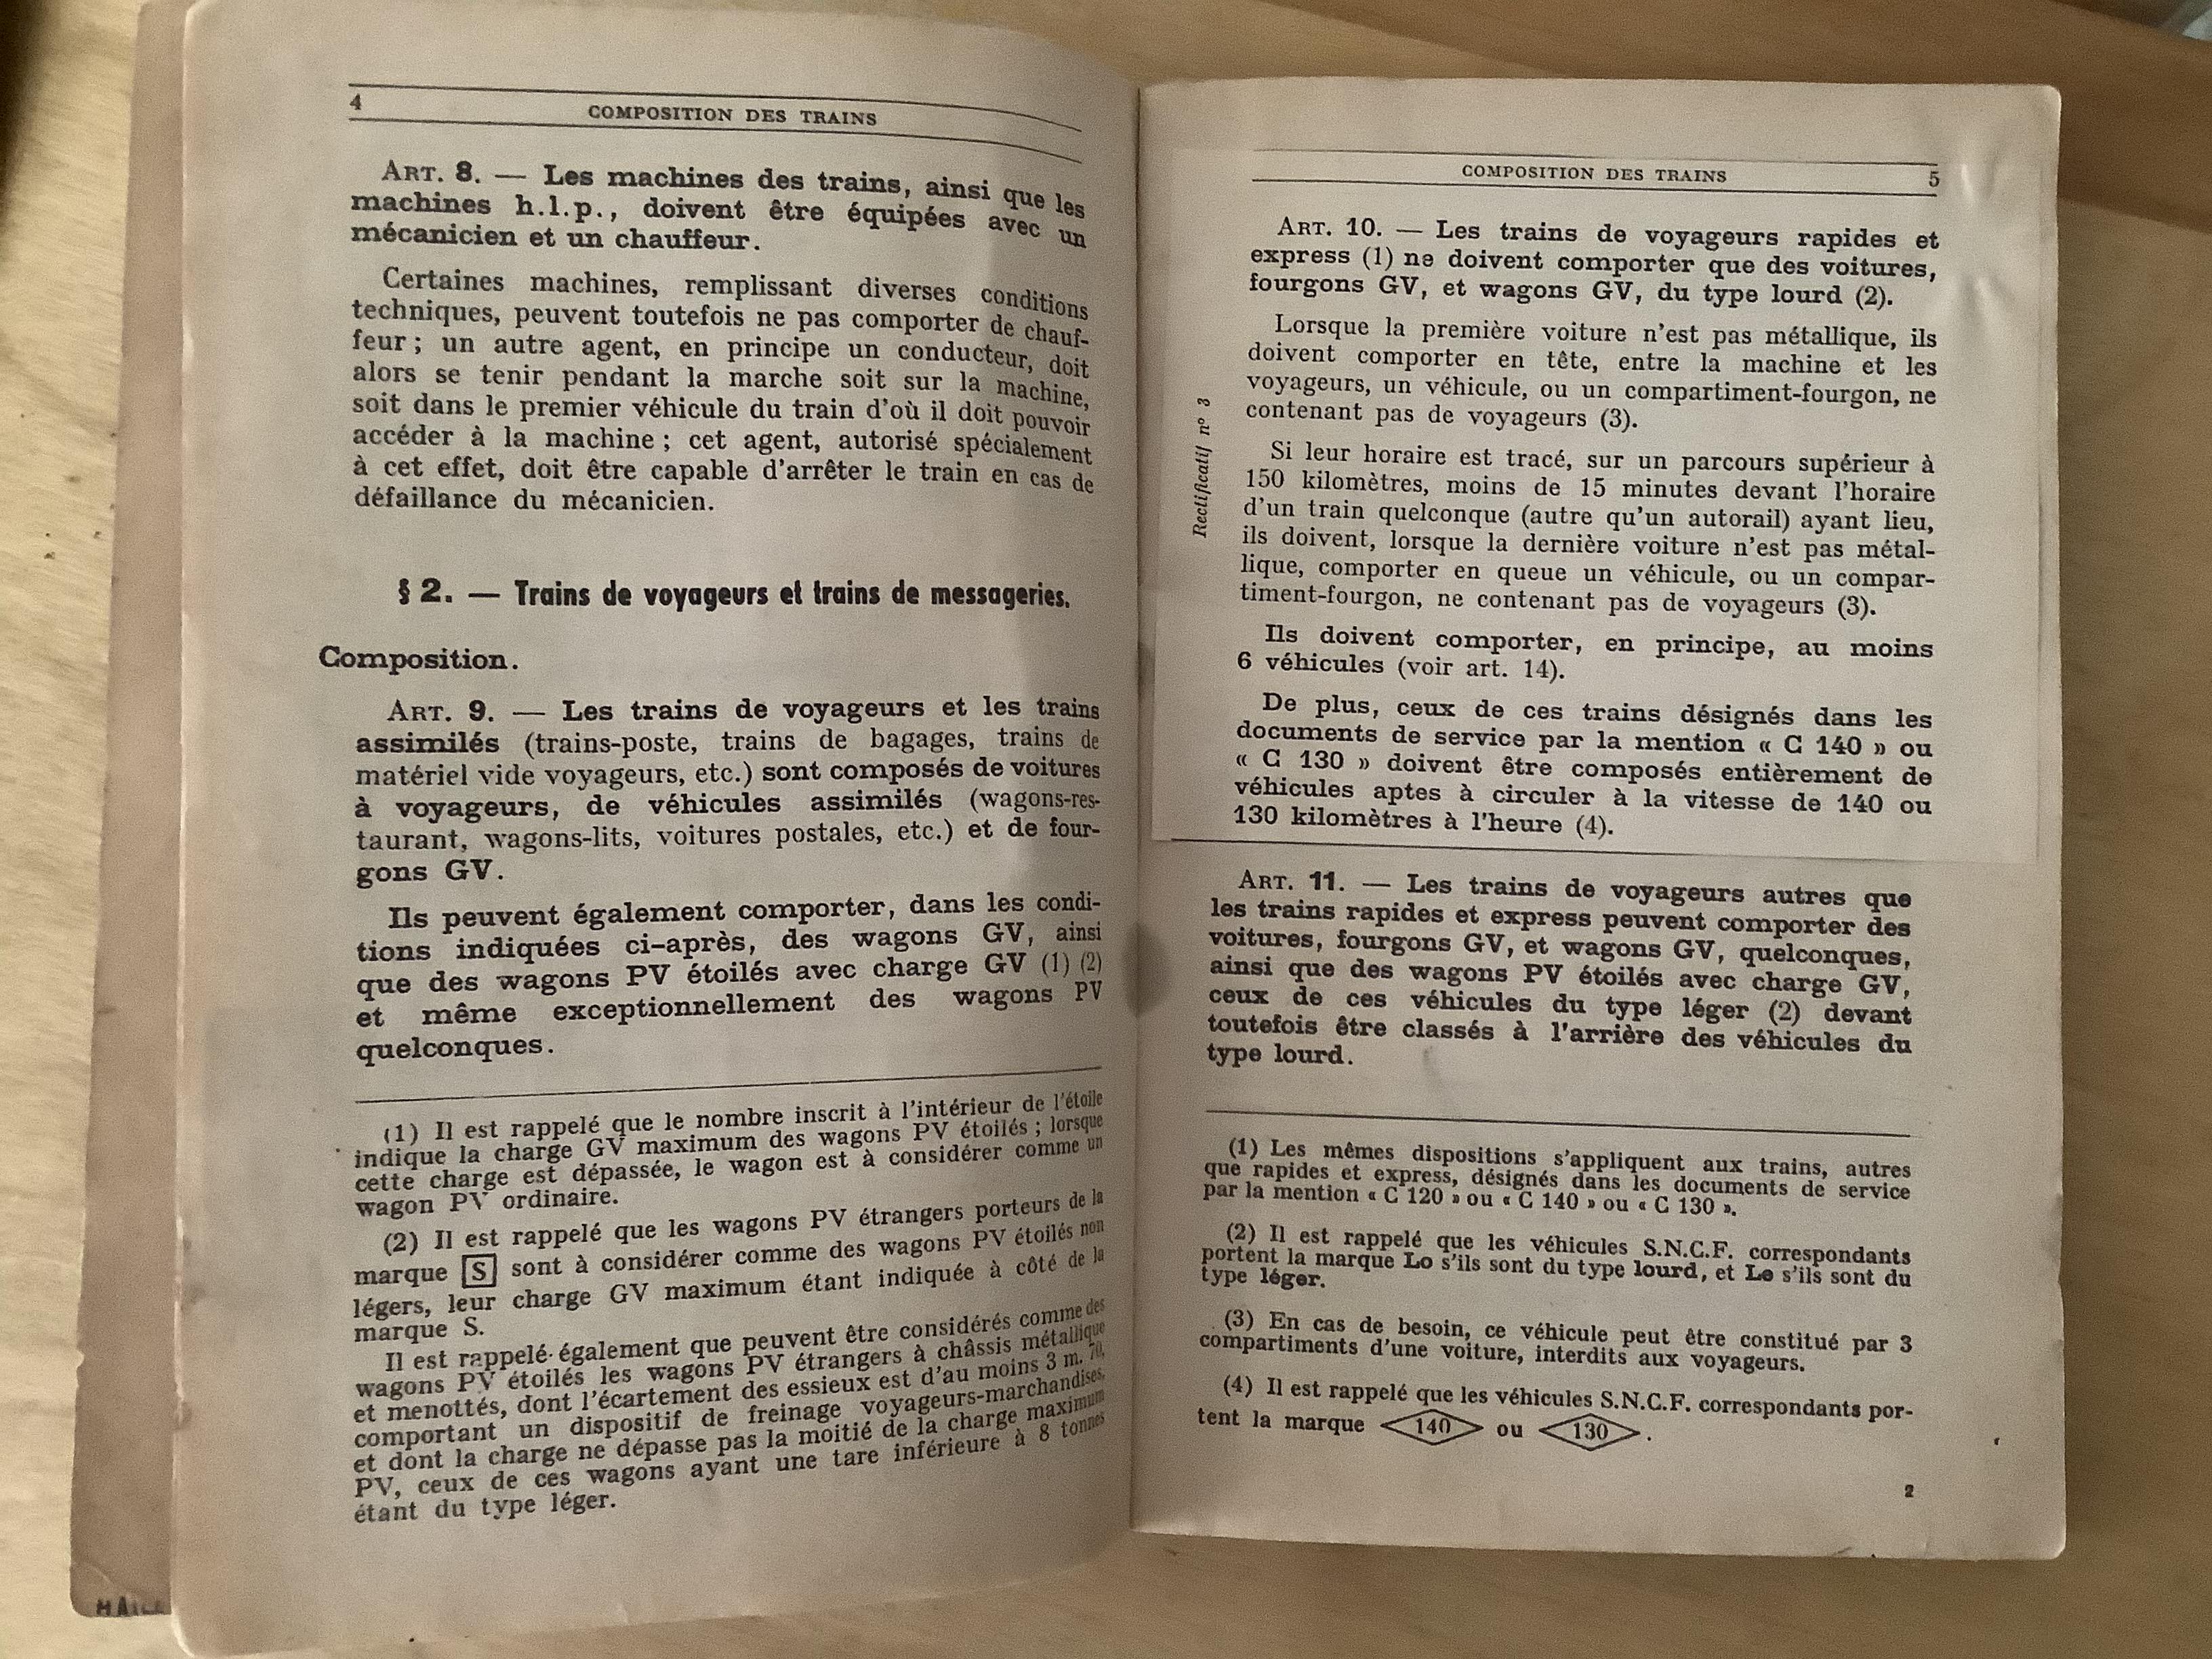 4
COMPOSITION DES TRAINS
ART. 8. — Les machines des trains, ainsi que les
machines h.l.p., doivent être équipées avec un
mécanicien et un chauffeur.
Certaines machines, remplissant diverses conditions
techniques, peuvent toutefois ne pas comporter de chauf-
feur ; un autre agent, en principe un conducteur, doit
alors se tenir pendant la marche soit sur la machine,
soit dans le premier véhicule du train d'où il doit pouvoir
accéder à la machine ; cet agent, autorisé spécialement
à cet effet, doit être capable d'arrêter le train en cas de
défaillance du mécanicien.
§ 2. — Trains de voyageurs et trains de messageries.
Composition.
ART. 9. — Les trains de voyageurs et les trains
assimilés (trains-poste, trains de bagages, trains de
matériel vide voyageurs, etc.) sont composés de voitures
à voyageurs, de véhicules assimilés (wagons-res-
taurant, wagons-lits, voitures postales, etc.) et de four-
gons GV.
Ils peuvent également comporter, dans les condi-
tions indiquées ci-après, des wagons GV, ainsi
que des wagons PV étoilés avec charge GV (1) (2)
et même exceptionnellement des wagons PV
quelconques.
(1) Il est rappelé que le nombre inscrit à l'intérieur de l'étoile
indique la charge GV maximum des wagons PV étoilés ; lorsque
cette charge est dépassée, le wagon est à considérer comme un
wagon PV ordinaire.
(2) Il est rappelé que les wagons PV étrangers porteurs de la
marque S sont à considérer comme des wagons PV étoilés non
légers, leur charge GV maximum étant indiquée à côté de la
marque S.
Il est rappelé également que peuvent être considérés comme des
wagons PV étoilés les wagons PV étrangers à châssis métallique
et menottés, dont l'écartement des essieux est d'au moins 3 m. 70,
comportant un dispositif de freinage voyageurs-marchandises,
et dont la charge ne dépasse pas la moitié de la charge maximum
PV, ceux de ces wagons ayant une tare inférieure à 8 tonnes
étant du type léger.
COMPOSITION DES TRAINS
5
Rectificatif n° 3
ART. 10. — Les trains de voyageurs rapides et
express (1) ne doivent comporter que des voitures,
fourgons GV, et wagons GV, du type lourd (2).
Lorsque la première voiture n'est pas métallique, ils
doivent comporter en tête, entre la machine et les
voyageurs, un véhicule, ou un compartiment-fourgon, ne
contenant pas de voyageurs (3).
Si leur horaire est tracé, sur un parcours supérieur à
150 kilomètres, moins de 15 minutes devant l'horaire
d'un train quelconque (autre qu'un autorail) ayant lieu,
ils doivent, lorsque la dernière voiture n'est pas métal-
lique, comporter en queue un véhicule, ou un compar-
timent-fourgon, ne contenant pas de voyageurs (3).
Ils doivent comporter, en principe, au moins
6 véhicules (voir art. 14).
De plus, ceux de ces trains désignés dans les
documents de service par la mention « C 140 » ou
« C 130 » doivent être composés entièrement de
véhicules aptes à circuler à la vitesse de 140 ou
130 kilomètres à l'heure (4).
ART. 11. — Les trains de voyageurs autres que
les trains rapides et express peuvent comporter des
voitures, fourgons GV, et wagons GV, quelconques,
ainsi que des wagons PV étoilés avec charge GV,
ceux de ces véhicules du type léger (2) devant
toutefois être classés à l'arrière des véhicules du
type lourd.
(1) Les mêmes dispositions s'appliquent aux trains, autres
que rapides et express, désignés dans les documents de service
par la mention « C 120 » ou « C 140 » ou « C 130 ».
(2) Il est rappelé que les véhicules S.N.C.F. correspondants
portent la marque Lo s'ils sont du type lourd, et Le s'ils sont du
type léger.
(3) En cas de besoin, ce véhicule peut être constitué par 3
compartiments d'une voiture, interdits aux voyageurs.
(4) Il est rappelé que les véhicules S.N.C.F. correspondants por-
tent la marque 140 ou 130 .
2